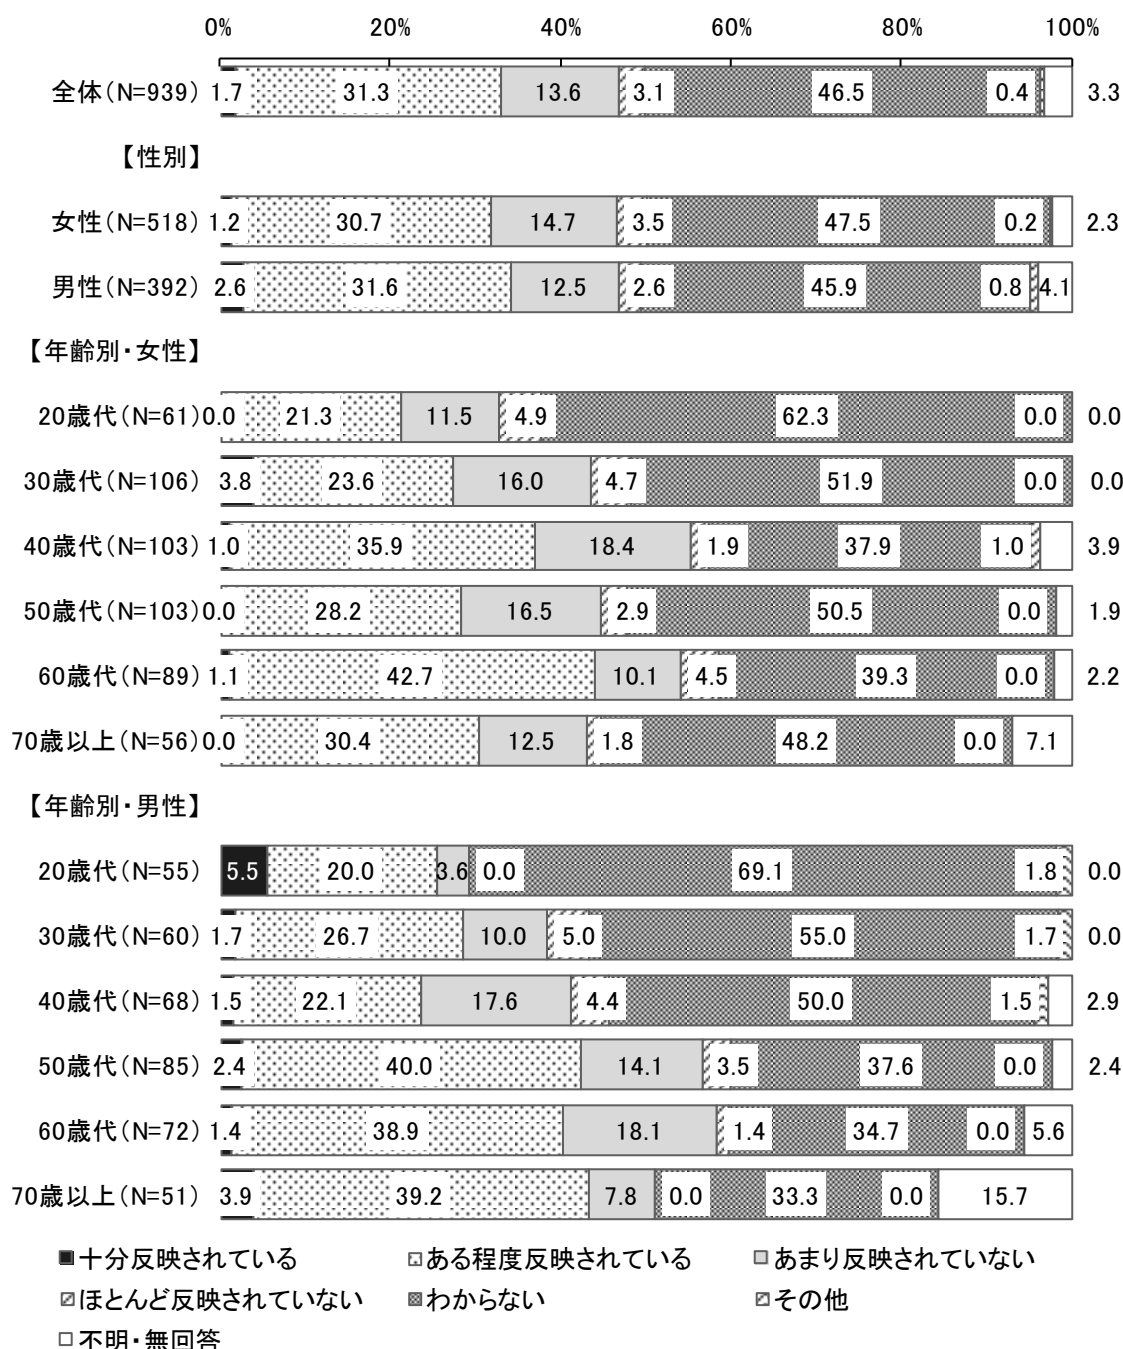 0% 20% 40% 60% 80% 100%
全体(N=939) 1.7 31.3 13.6 3.1 46.5 0.4 3.3
【性別】
女性(N=518) 1.2 30.7 14.7 3.5 47.5 0.2 2.3
男性(N=392) 2.6 31.6 12.5 2.6 45.9 0.8 4.1
【年齢別・女性】
20歳代(N=61) 0.0 21.3 11.5 4.9 62.3 0.0 0.0
30歳代(N=106) 3.8 23.6 16.0 4.7 51.9 0.0 0.0
40歳代(N=103) 1.0 35.9 18.4 1.9 37.9 1.0 3.9
50歳代(N=103) 0.0 28.2 16.5 2.9 50.5 0.0 1.9
60歳代(N=89) 1.1 42.7 10.1 4.5 39.3 0.0 2.2
70歳以上(N=56) 0.0 30.4 12.5 1.8 48.2 0.0 7.1
【年齢別・男性】
20歳代(N=55) 5.5 20.0 3.6 0.0 69.1 1.8 0.0
30歳代(N=60) 1.7 26.7 10.0 5.0 55.0 1.7 0.0
40歳代(N=68) 1.5 22.1 17.6 4.4 50.0 1.5 2.9
50歳代(N=85) 2.4 40.0 14.1 3.5 37.6 0.0 2.4
60歳代(N=72) 1.4 38.9 18.1 1.4 34.7 0.0 5.6
70歳以上(N=51) 3.9 39.2 7.8 0.0 33.3 0.0 15.7
十分反映されている ある程度反映されている あまり反映されていない
ほとんど反映されていない わからない その他
不明・無回答